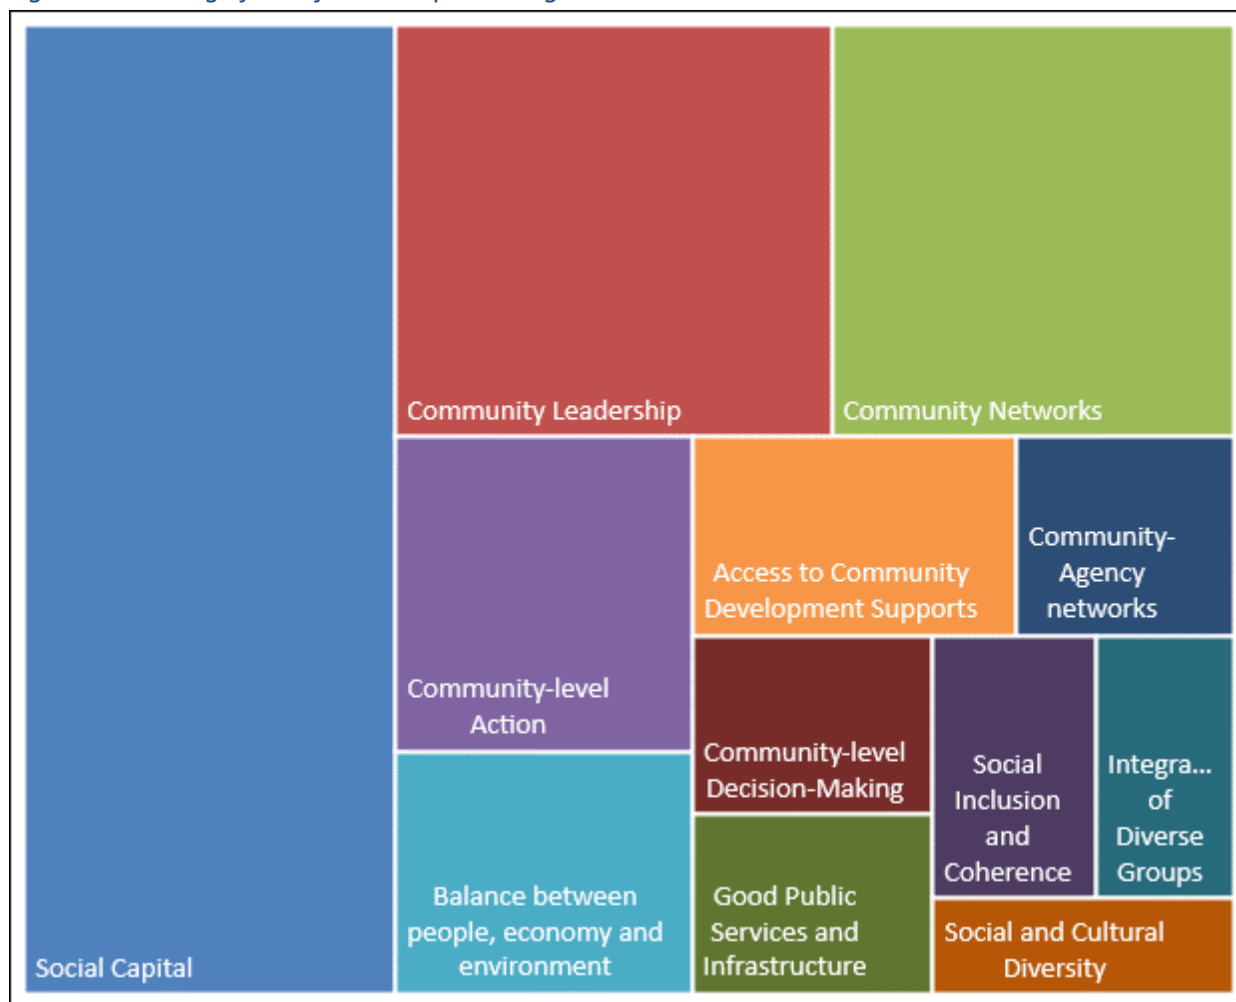 Community Leadership
Community Networks
Community-
Agency
networks
Access to Community
Development Supports
Community-level
Action
Community-level
Decision-Making
Social
Inclusion
and
Coherence
Integra...
of
Diverse
Groups
Balance between
people, economy and
environment
Good Public
Services and
Infrastructure
Social and Cultural
Diversity
Social Capital